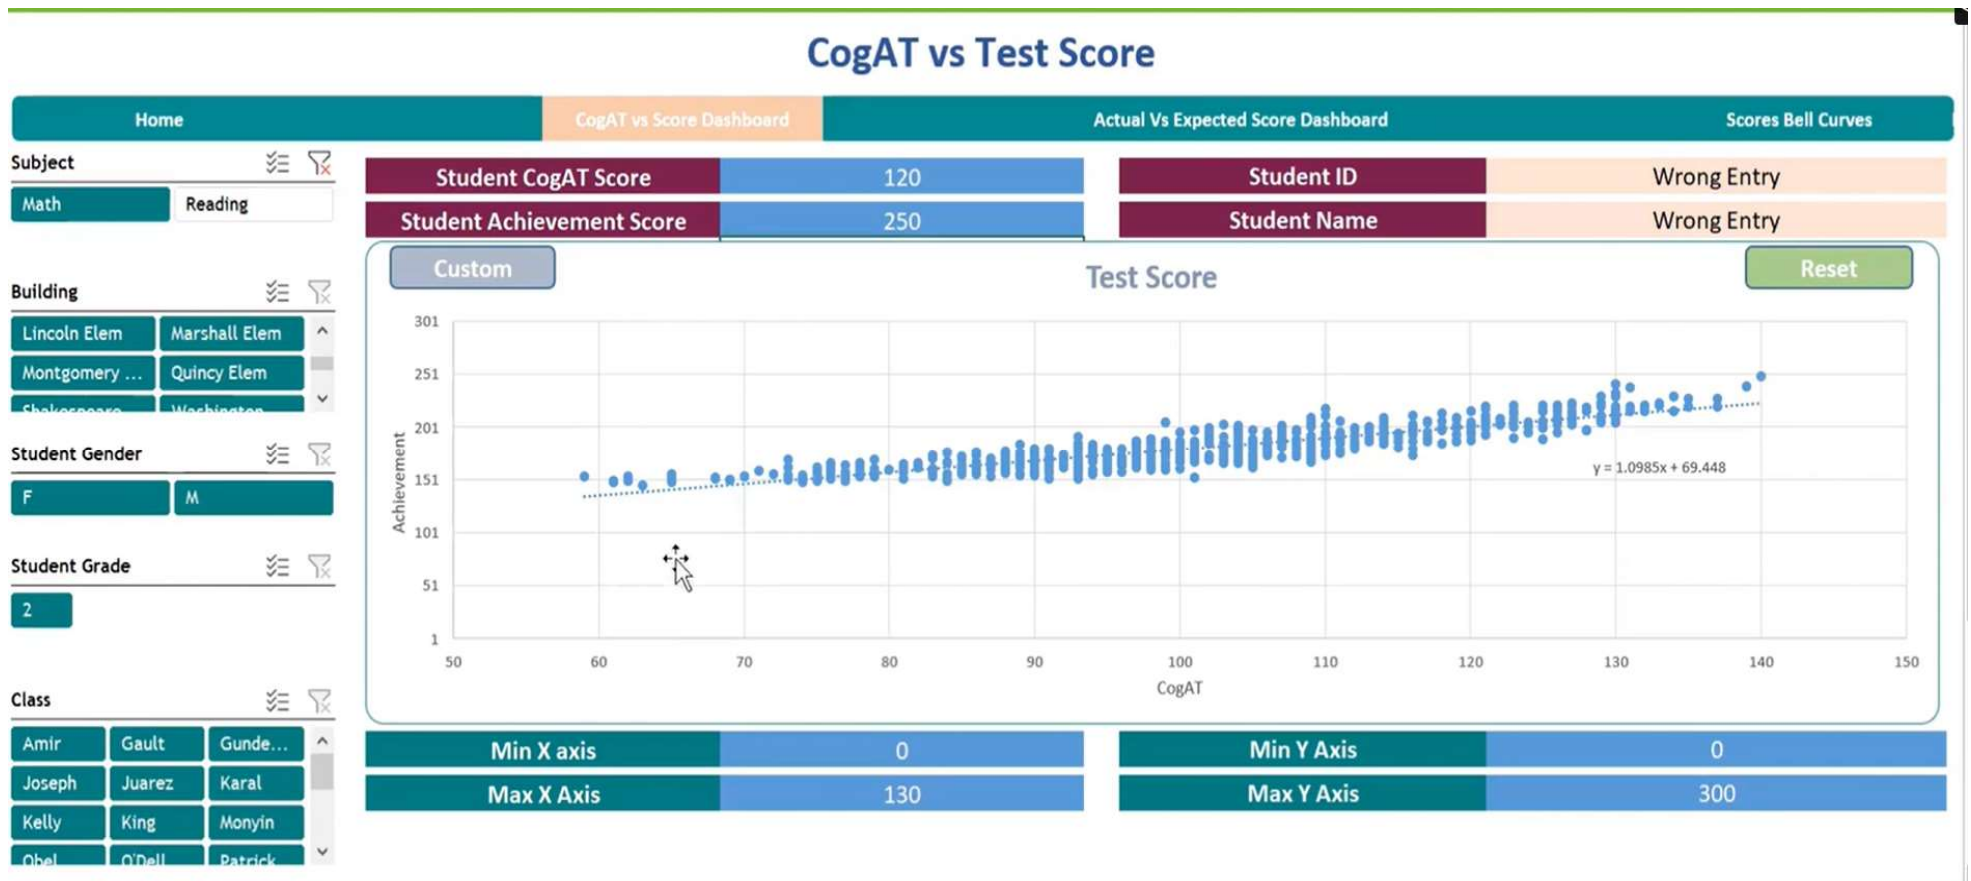 CogAT vs Test Score
Home CogAT vs Score Dashboard Actual Vs Expected Score Dashboard Scores Bell Curves
Subject
Math Reading
Building
Lincoln Elem Marshall Elem
Montgomery ... Quincy Elem
Shakespeare Washington
Student Gender
F M
Student Grade
2
Class
Amir Gault Gunde...
Joseph Juarez Karal
Kelly King Monyin
Obel O'Dell Patrick
Student CogAT Score 120
Student Achievement Score 250
Student ID Wrong Entry
Student Name Wrong Entry
Custom
Test Score
Reset
301
251
201
151
101
51
1
Achievement
y = 1.0985x + 69.448
50 60 70 80 90 100 110 120 130 140 150
CogAT
Min X axis 0
Max X Axis 130
Min Y Axis 0
Max Y Axis 300